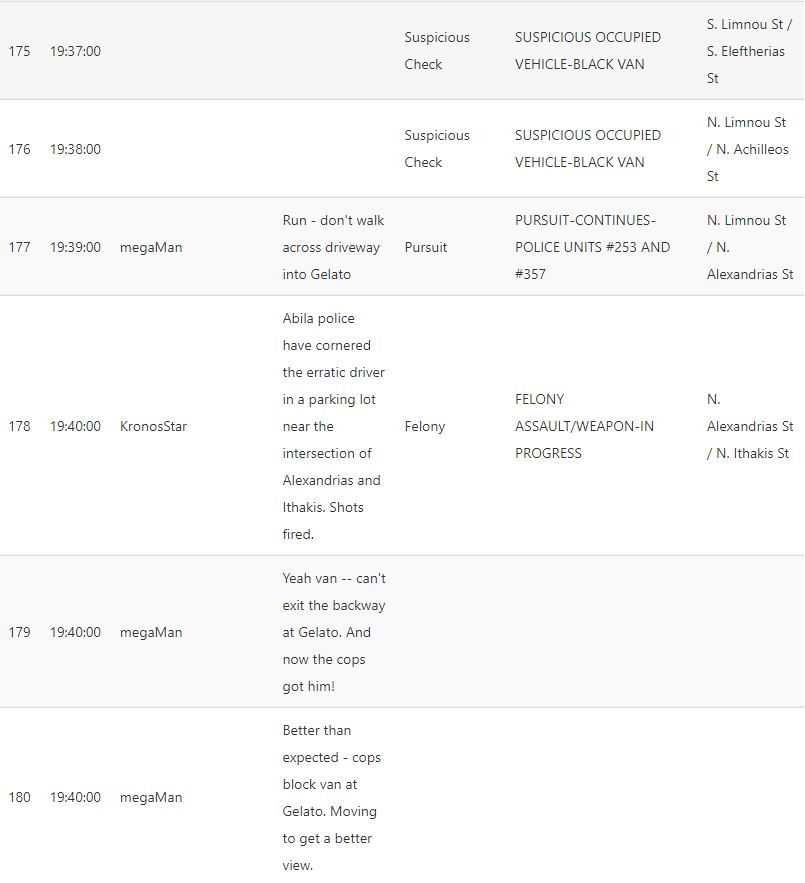 175 19:37:00 Suspicious Check SUSPICIOUS OCCUPIED VEHICLE-BLACK VAN S. Limnou St / S. Eleftherias St
176 19:38:00 Suspicious Check SUSPICIOUS OCCUPIED VEHICLE-BLACK VAN N. Limnou St / N. Achilleos St
177 19:39:00 megaMan Run - don't walk across driveway into Gelato Pursuit PURSUIT-CONTINUES-POLICE UNITS #253 AND #357 N. Limnou St / N. Alexandrias St
178 19:40:00 KronosStar Abila police have cornered the erratic driver in a parking lot near the intersection of Alexandrias and Ithakis. Shots fired. Felony FELONY ASSAULT/WEAPON-IN PROGRESS N. Alexandrias St / N. Ithakis St
179 19:40:00 megaMan Yeah van -- can't exit the backway at Gelato. And now the cops got him!
180 19:40:00 megaMan Better than expected - cops block van at Gelato. Moving to get a better view.